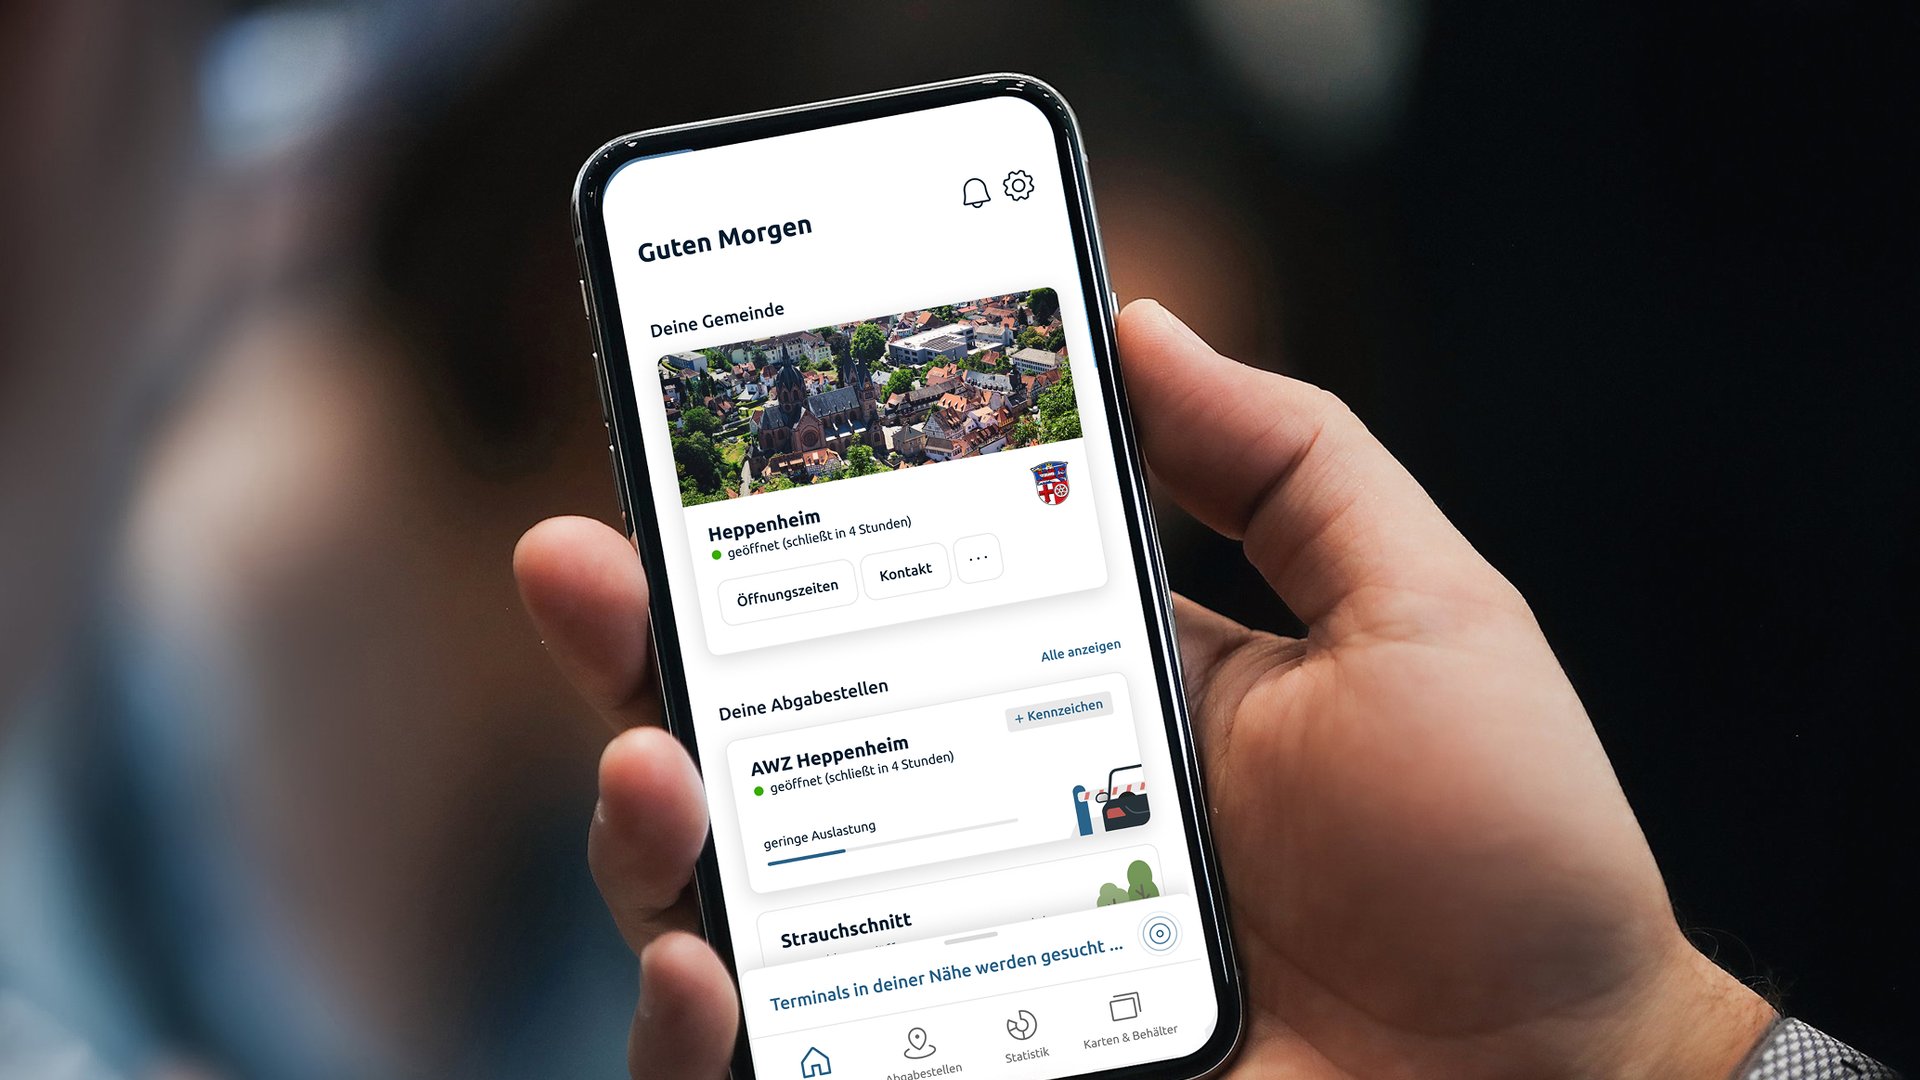 Guten Morgen
Deine Gemeinde
Heppenheim
geöffnet (schließt in 4 Stunden)
Öffnungszeiten
Kontakt
...
Alle anzeigen
Deine Abgabestellen
+ Kennzeichen
AWZ Heppenheim
geöffnet (schließt in 4 Stunden)
geringe Auslastung
Strauchschnitt
Terminals in deiner Nähe werden gesucht ...
Abgabestellen
Statistik
Karten & Behälter